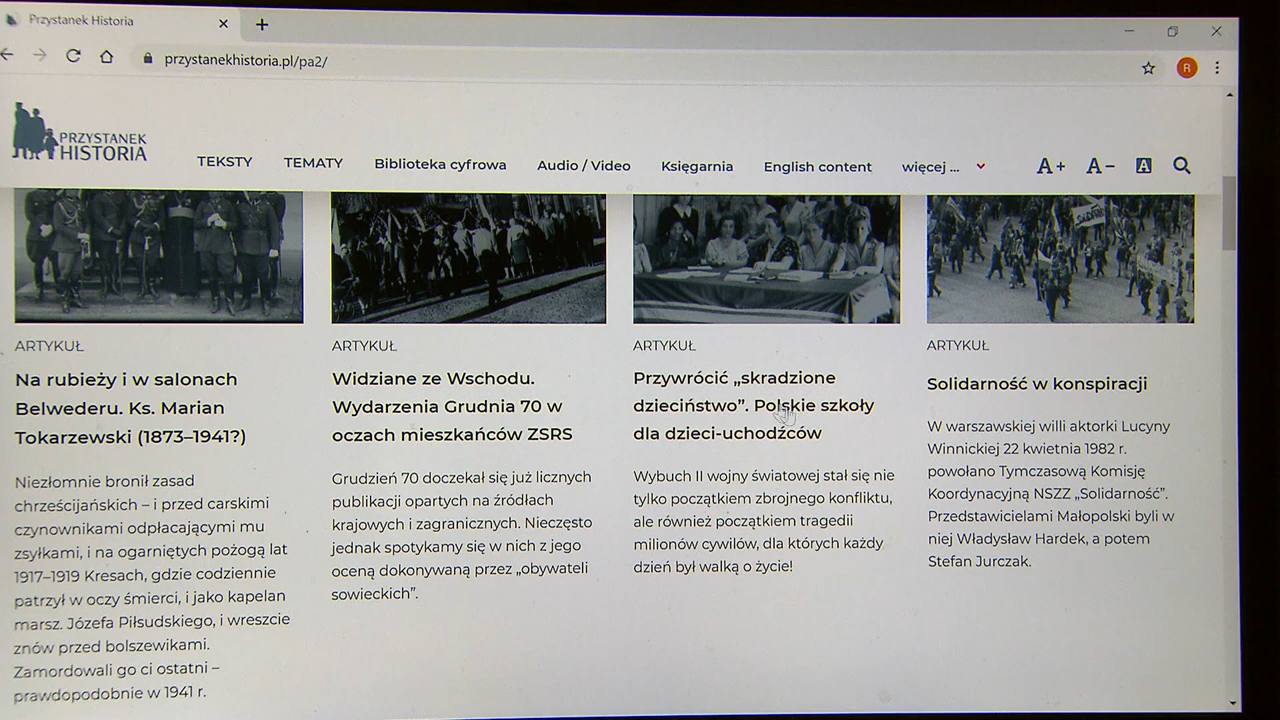 Przystanek Historia
przystanekhistoria.pl/pa2/
R
PRZYSTANEK
HISTORIA
TEKSTY
TEMATY
Biblioteka cyfrowa
Audio / Video
Księgarnia
English content
więcej ...
A+
A-
A
ARTYKUŁ
Na rubieży i w salonach
Belwederu. Ks. Marian
Tokarzewski (1873–1941?)
Niezłomnie bronił zasad
chrześcijańskich – i przed carskimi
czynownikami odpłacającymi mu
zsyłkami, i na ogarniętych pożogą lat
1917–1919 Kresach, gdzie codziennie
patrzył w oczy śmierci, i jako kapelan
marsz. Józefa Piłsudskiego, i wreszcie
znów przed bolszewikami.
Zamordowali go ci ostatni –
prawdopodobnie w 1941 r.
ARTYKUŁ
Widziane ze Wschodu.
Wydarzenia Grudnia 70 w
oczach mieszkańców ZSRS
Grudzień 70 doczekał się już licznych
publikacji opartych na źródłach
krajowych i zagranicznych. Nieczęsto
jednak spotykamy się w nich z jego
oceną dokonywaną przez „obywateli
sowieckich”.
ARTYKUŁ
Przywrócić „skradzione
dzieciństwo”. Polskie szkoły
dla dzieci-uchodźców
Wybuch II wojny światowej stał się nie
tylko początkiem zbrojnego konfliktu,
ale również początkiem tragedii
milionów cywilów, dla których każdy
dzień był walką o życie!
ARTYKUŁ
Solidarność w konspiracji
W warszawskiej willi aktorki Lucyny
Winnickiej 22 kwietnia 1982 r.
powołano Tymczasową Komisję
Koordynacyjną NSZZ „Solidarność”.
Przedstawicielami Małopolski byli w
niej Władysław Hardek, a potem
Stefan Jurczak.